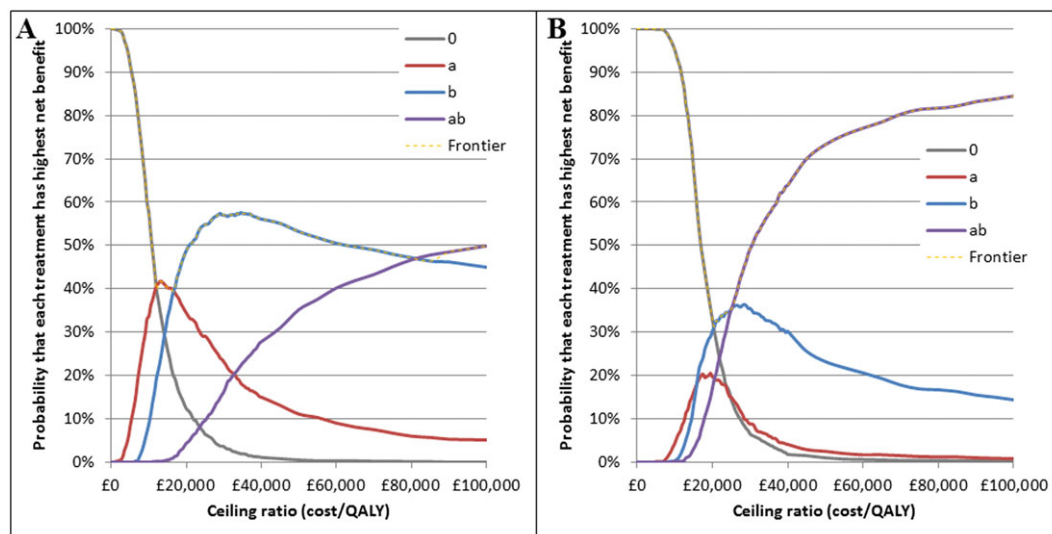 A
Probability that each treatment has highest net benefit
100%
90%
80%
70%
60%
50%
40%
30%
20%
10%
0%
0
a
b
ab
Frontier
£0
£20,000
£40,000
£60,000
£80,000
£100,000
Ceiling ratio (cost/QALY)
B
Probability that each treatment has highest net benefit
100%
90%
80%
70%
60%
50%
40%
30%
20%
10%
0%
0
a
b
ab
Frontier
£0
£20,000
£40,000
£60,000
£80,000
£100,000
Ceiling ratio (cost/QALY)